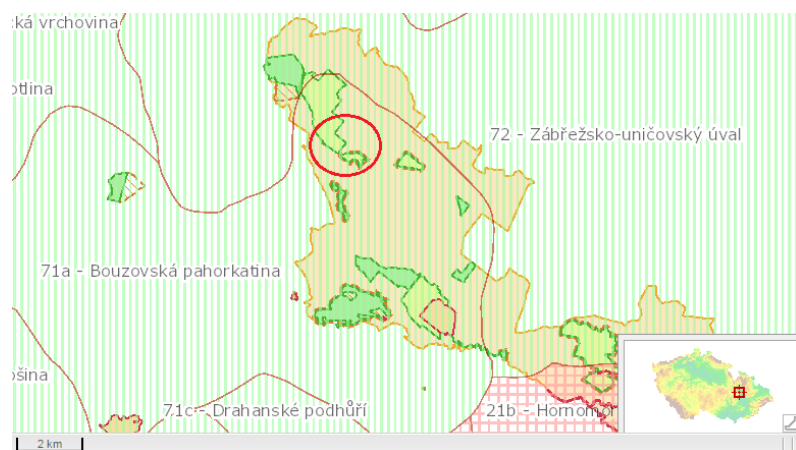 ká vrchovina
otlina
72 - Zábřežsko-uničovský úval
71a - Bouzovská pahorkatina
ošina
71c - Drahanské podhůří
21b - Hornomor
2 km